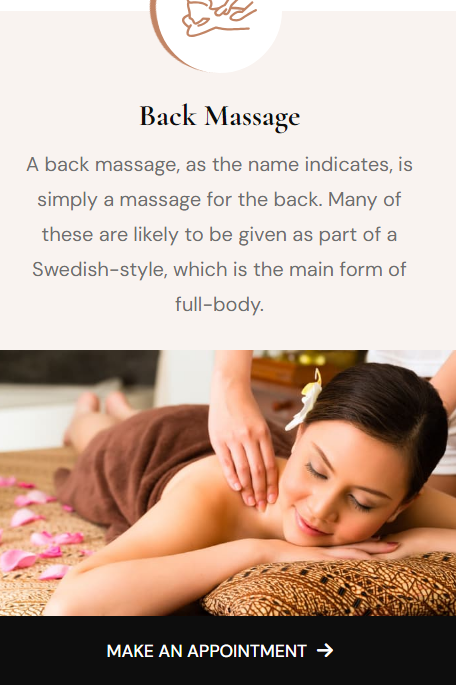 Back Massage
A back massage, as the name indicates, is
simply a massage for the back. Many of
these are likely to be given as part of a
Swedish-style, which is the main form of
full-body.
MAKE AN APPOINTMENT →